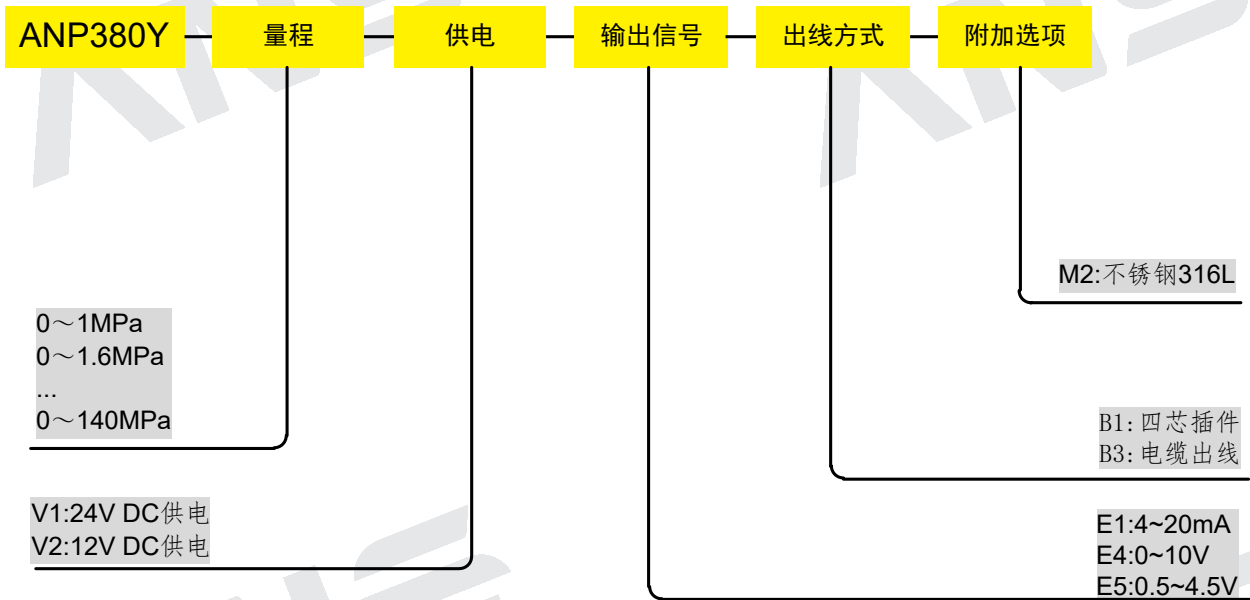 ANP380Y
量程
供电
输出信号
出线方式
附加选项
M2:不锈钢316L
0～1MPa
0～1.6MPa
...
0～140MPa
B1:四芯插件
B3:电缆出线
V1:24V DC供电
V2:12V DC供电
E1:4~20mA
E4:0~10V
E5:0.5~4.5V